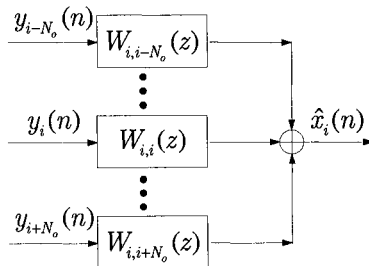 y_{i-N_o}(n) W_{i,i-N_o}(z)
y_i(n) W_{i,i}(z) x̂_i(n)
y_{i+N_o}(n) W_{i,i+N_o}(z)